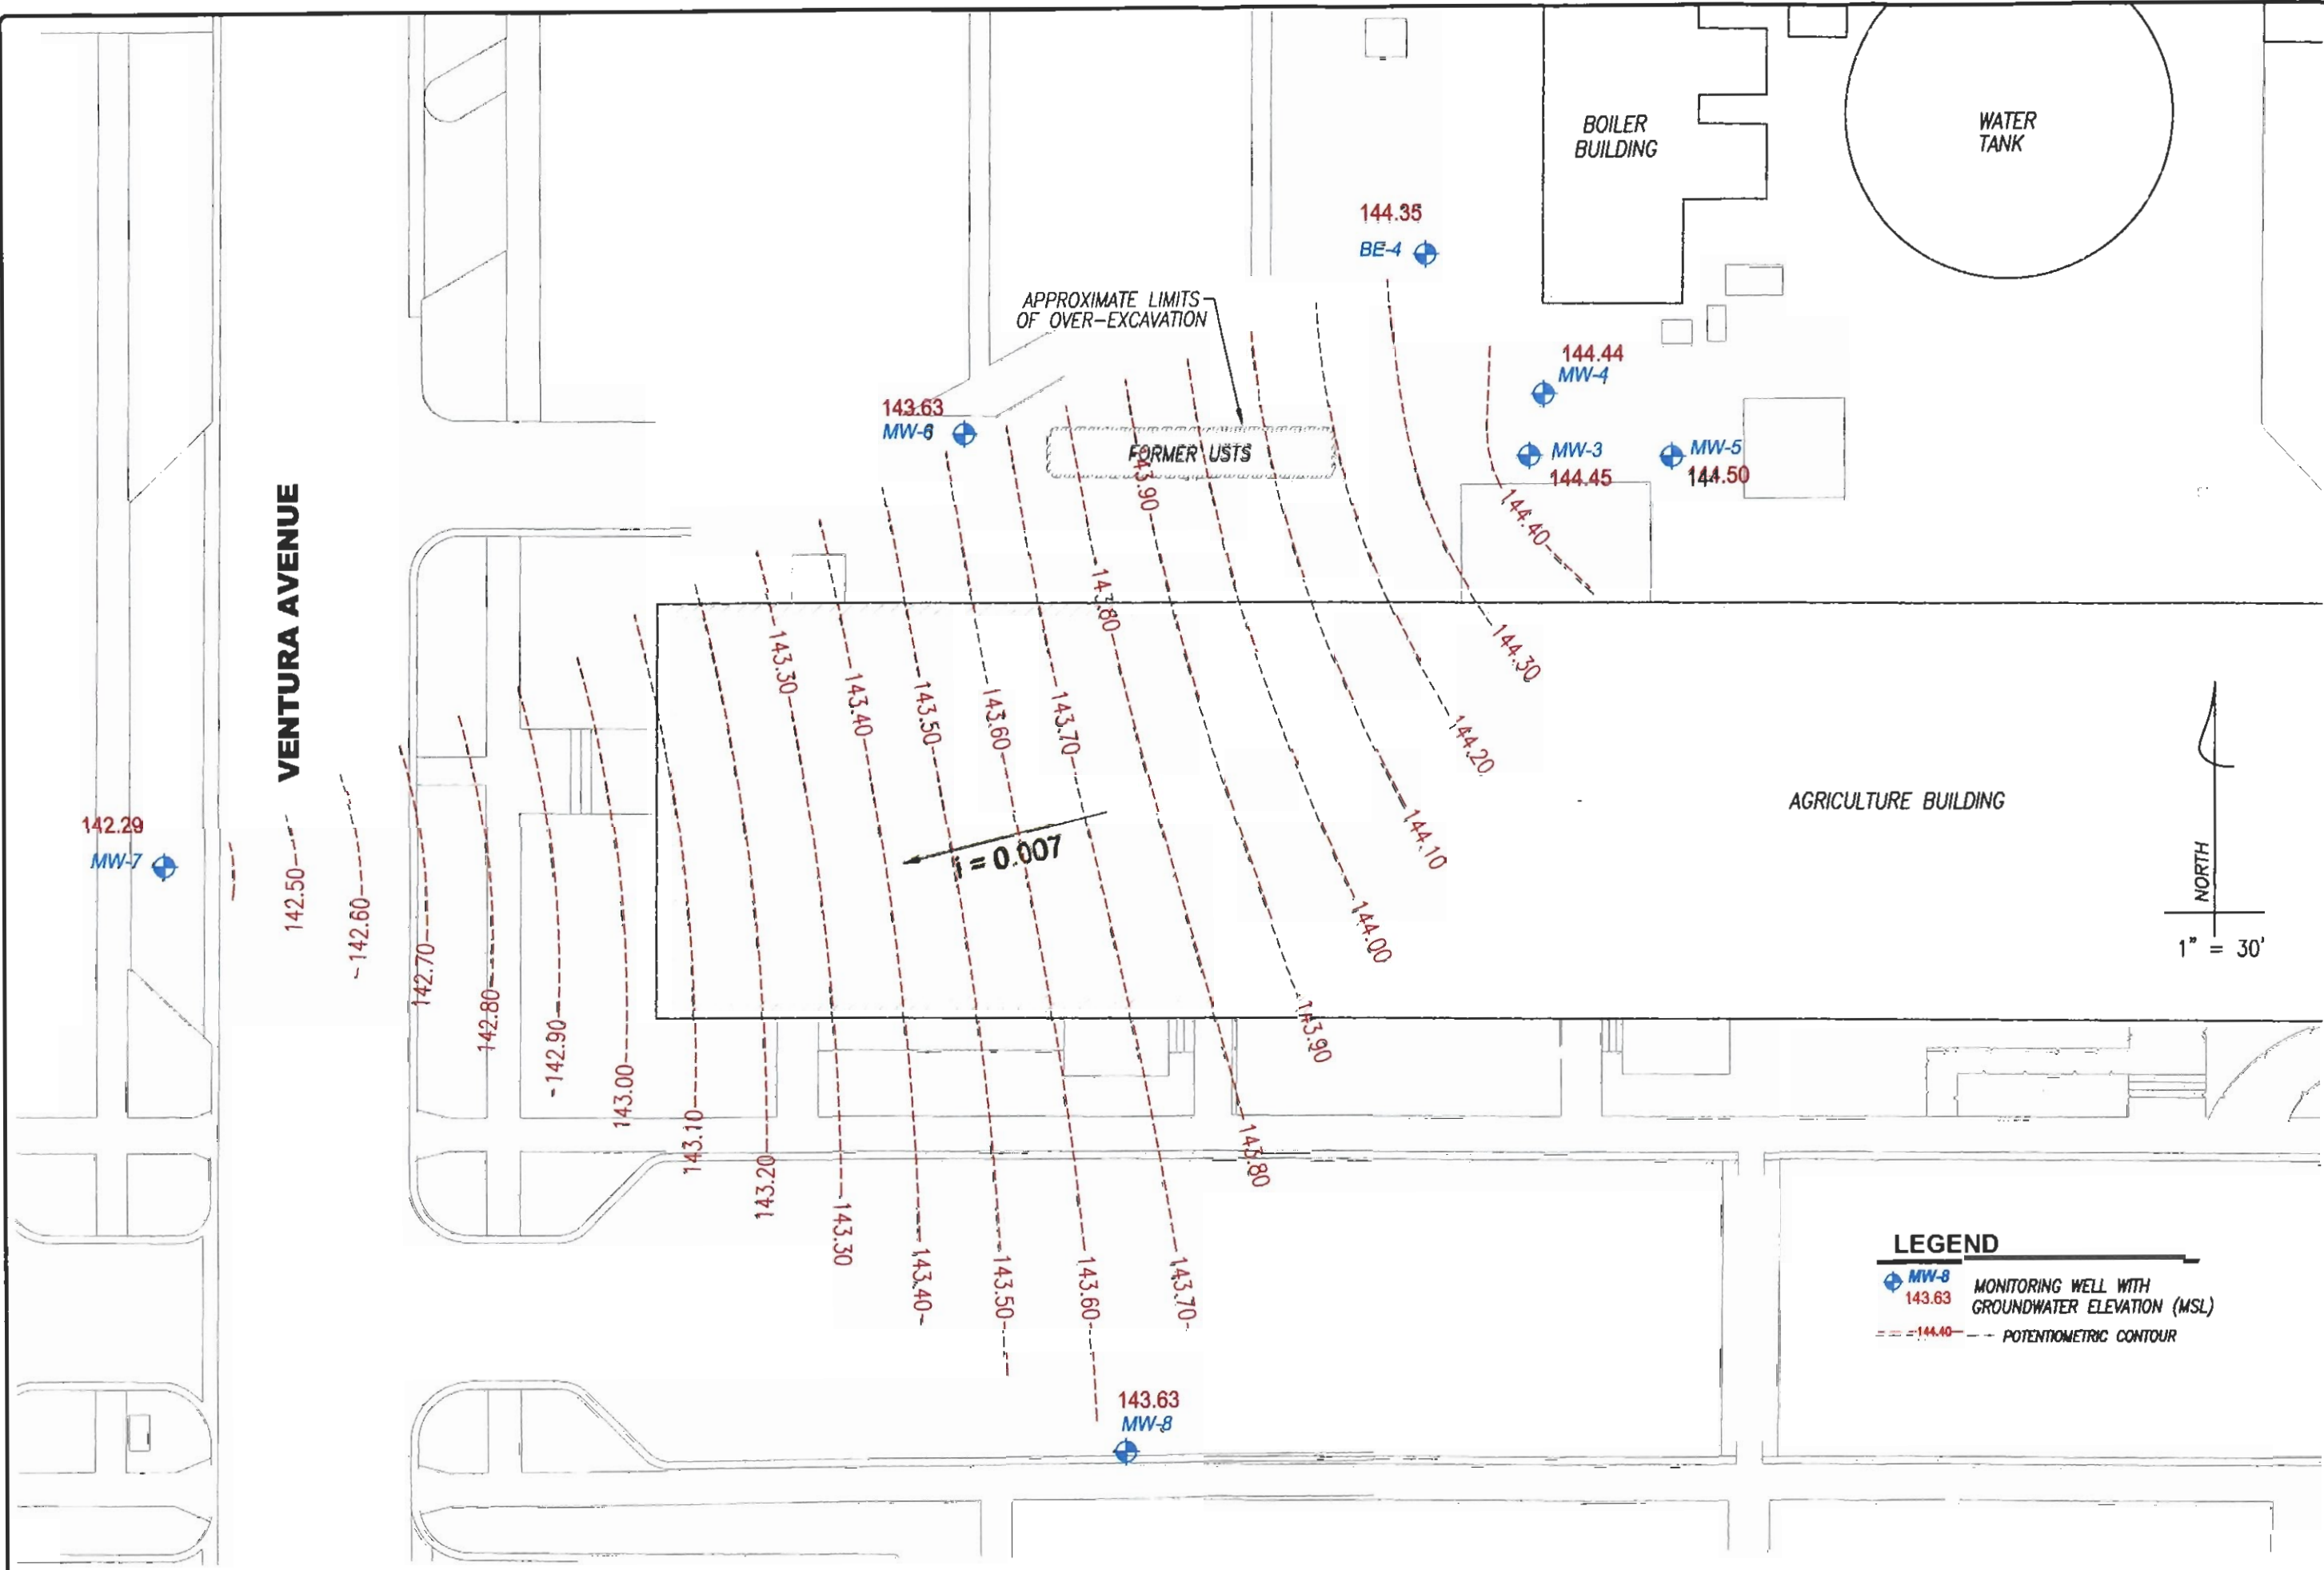 BOILER
BUILDING
WATER
TANK
144.35
BE-4
APPROXIMATE LIMITS
OF OVER-EXCAVATION
144.44
MW-4
143.63
MW-6
FORMER USTS
MW-3
144.45
MW-5
144.50
143.90
144.40
VENTURA AVENUE
143.80
143.30
143.40
143.50
143.60
143.70
144.30
144.20
144.10
144.00
143.90
AGRICULTURE BUILDING
142.29
MW-7
i = 0.007
142.50
142.60
142.70
142.80
142.90
143.00
143.10
143.20
143.30
143.40
143.50
143.60
143.70
143.80
NORTH
1" = 30'
143.63
MW-8
LEGEND
MW-8
143.63
MONITORING WELL WITH
GROUNDWATER ELEVATION (MSL)
144.40
POTENTIOMETRIC CONTOUR